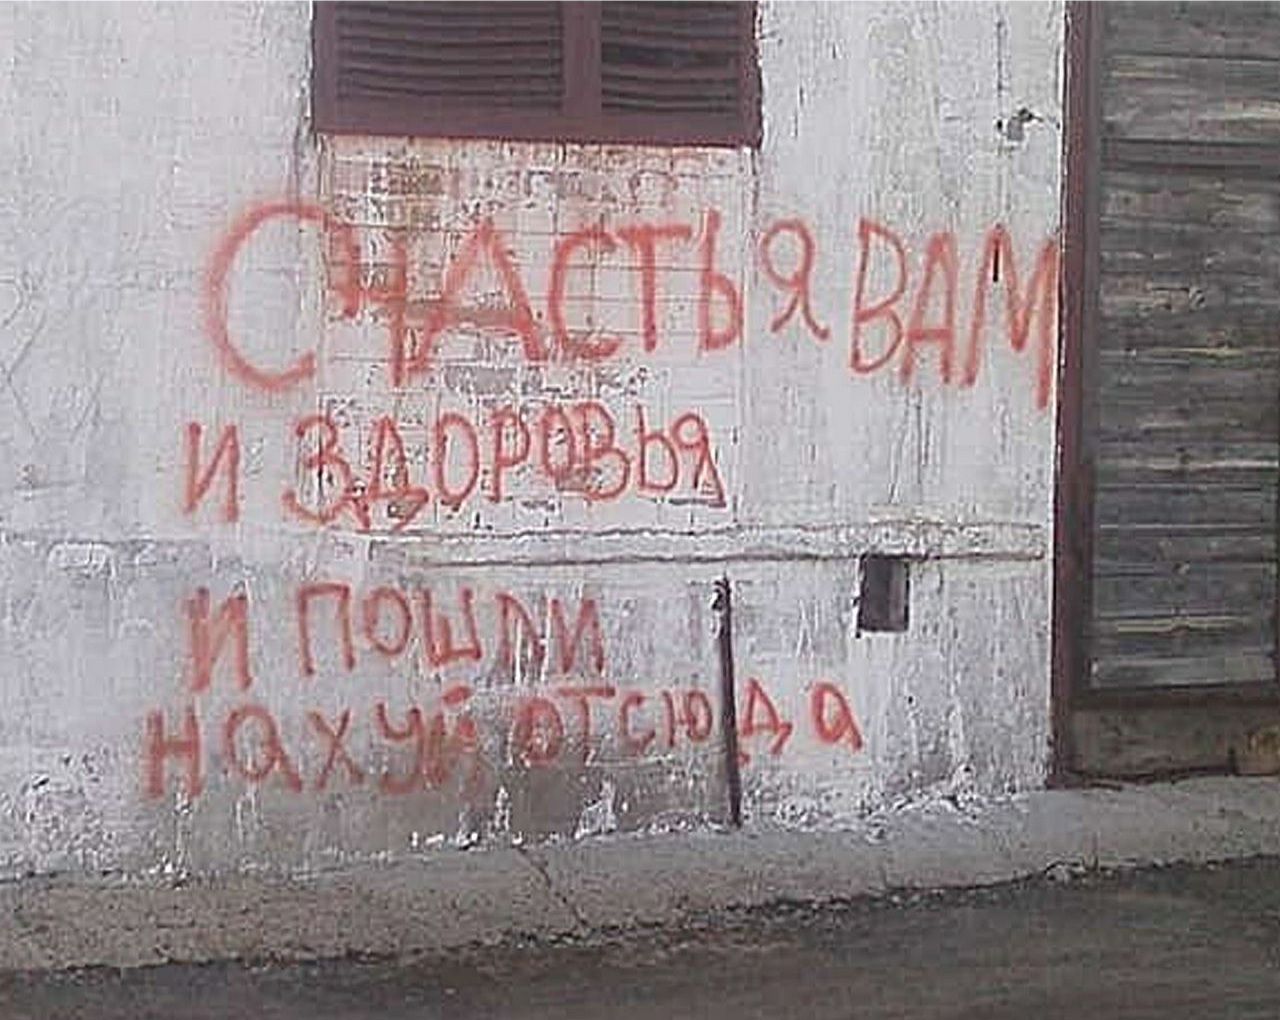 СЧАСТЬЯ ВАМ
И ЗДОРОВЬЯ
И ПОШЛИ
НАХУЙ ОТСЮДА